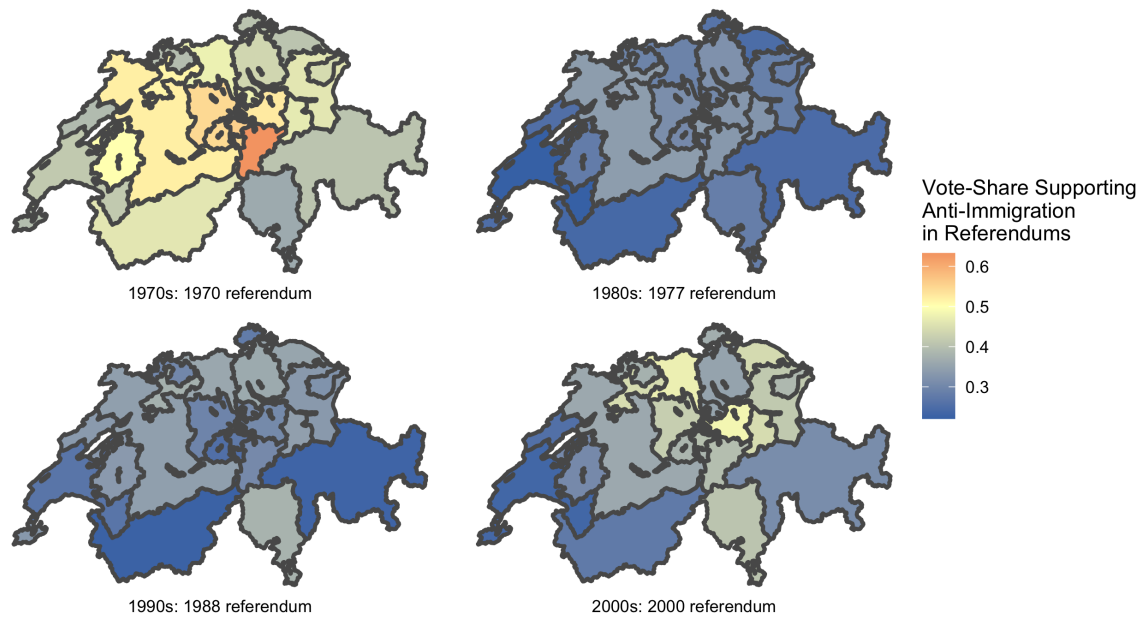 1970s: 1970 referendum
1980s: 1977 referendum
Vote-Share Supporting
Anti-Immigration
in Referendums
0.6
0.5
0.4
0.3
1990s: 1988 referendum
2000s: 2000 referendum